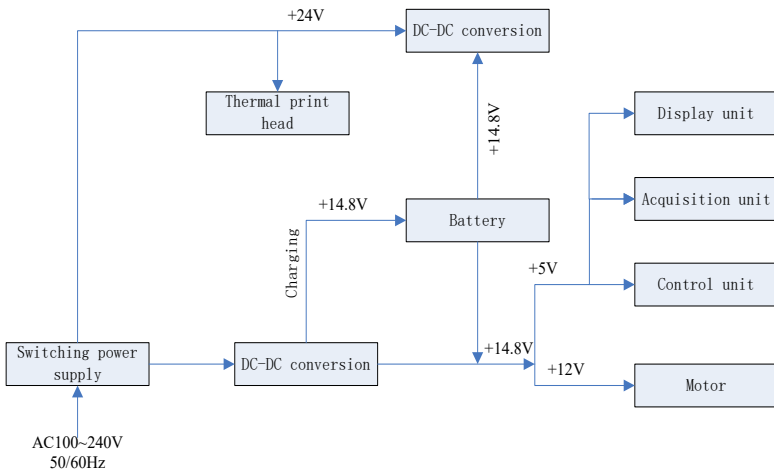 +24V
DC-DC conversion
Thermal print
head
+14.8V
Display unit
Acquisition unit
+14.8V
Battery
Charging
+5V
Control unit
Switching power
supply
DC-DC conversion
+14.8V
+12V
Motor
AC100~240V
50/60Hz